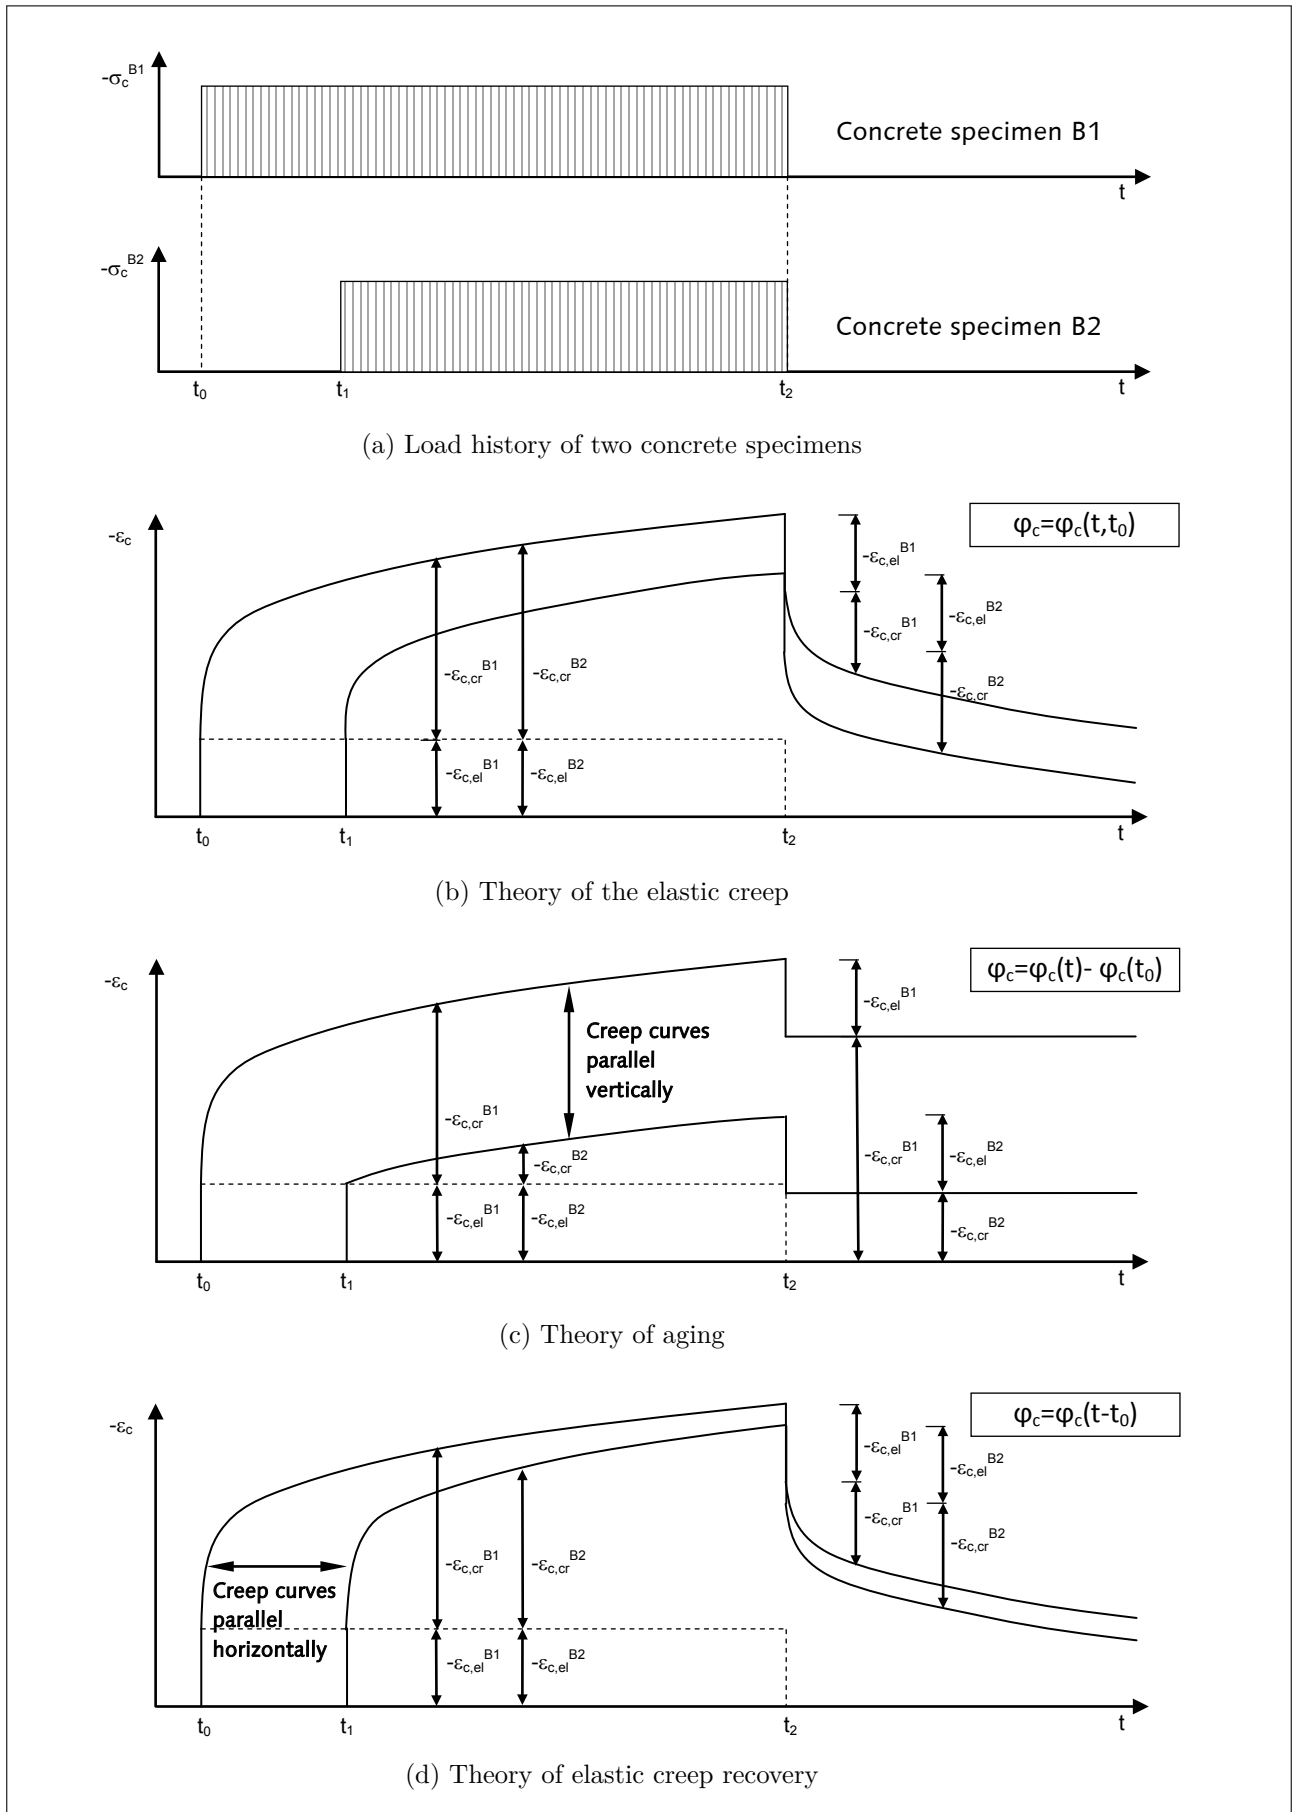 -σc^B1
Concrete specimen B1
t
-σc^B2
Concrete specimen B2
t0 t1 t2 t
(a) Load history of two concrete specimens
-εc
φc=φc(t,t0)
-εc,el^B1
-εc,el^B2
-εc,cr^B1
-εc,cr^B1 -εc,cr^B2
-εc,cr^B2
-εc,el^B1 -εc,el^B2
t0 t1 t2 t
(b) Theory of the elastic creep
-εc
φc=φc(t)- φc(t0)
-εc,el^B1
Creep curves
parallel
vertically
-εc,cr^B1
-εc,cr^B2
-εc,cr^B1 -εc,el^B2
-εc,el^B1 -εc,el^B2
-εc,cr^B2
t0 t1 t2 t
(c) Theory of aging
-εc
φc=φc(t-t0)
-εc,el^B1
-εc,el^B2
-εc,cr^B1
-εc,cr^B2
-εc,cr^B1 -εc,cr^B2
Creep curves
parallel
horizontally
-εc,el^B1 -εc,el^B2
t0 t1 t2 t
(d) Theory of elastic creep recovery